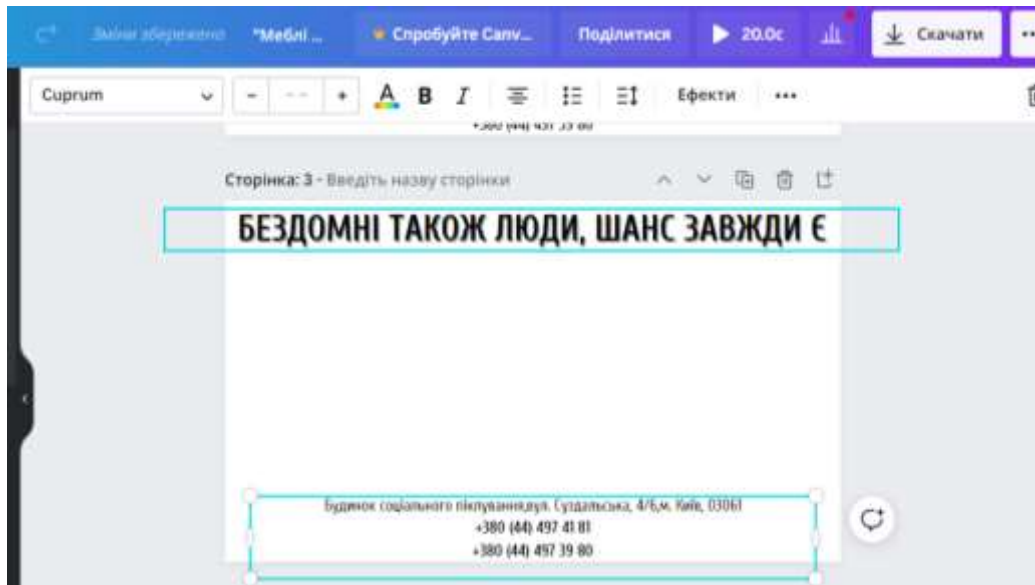 Зміни збережено "Меблі ... Спробуйте Canv... Поділитися 20.0с Скачати
Cuprum - -- + A B I Ефекти
Сторінка: 3 - Введіть назву сторінки
БЕЗДОМНІ ТАКОЖ ЛЮДИ, ШАНС ЗАВЖДИ Є
Будинок соціального піклування,вул. Суздальська, 4/6,м. Київ, 03061
+380 (44) 497 41 81
+380 (44) 497 39 80